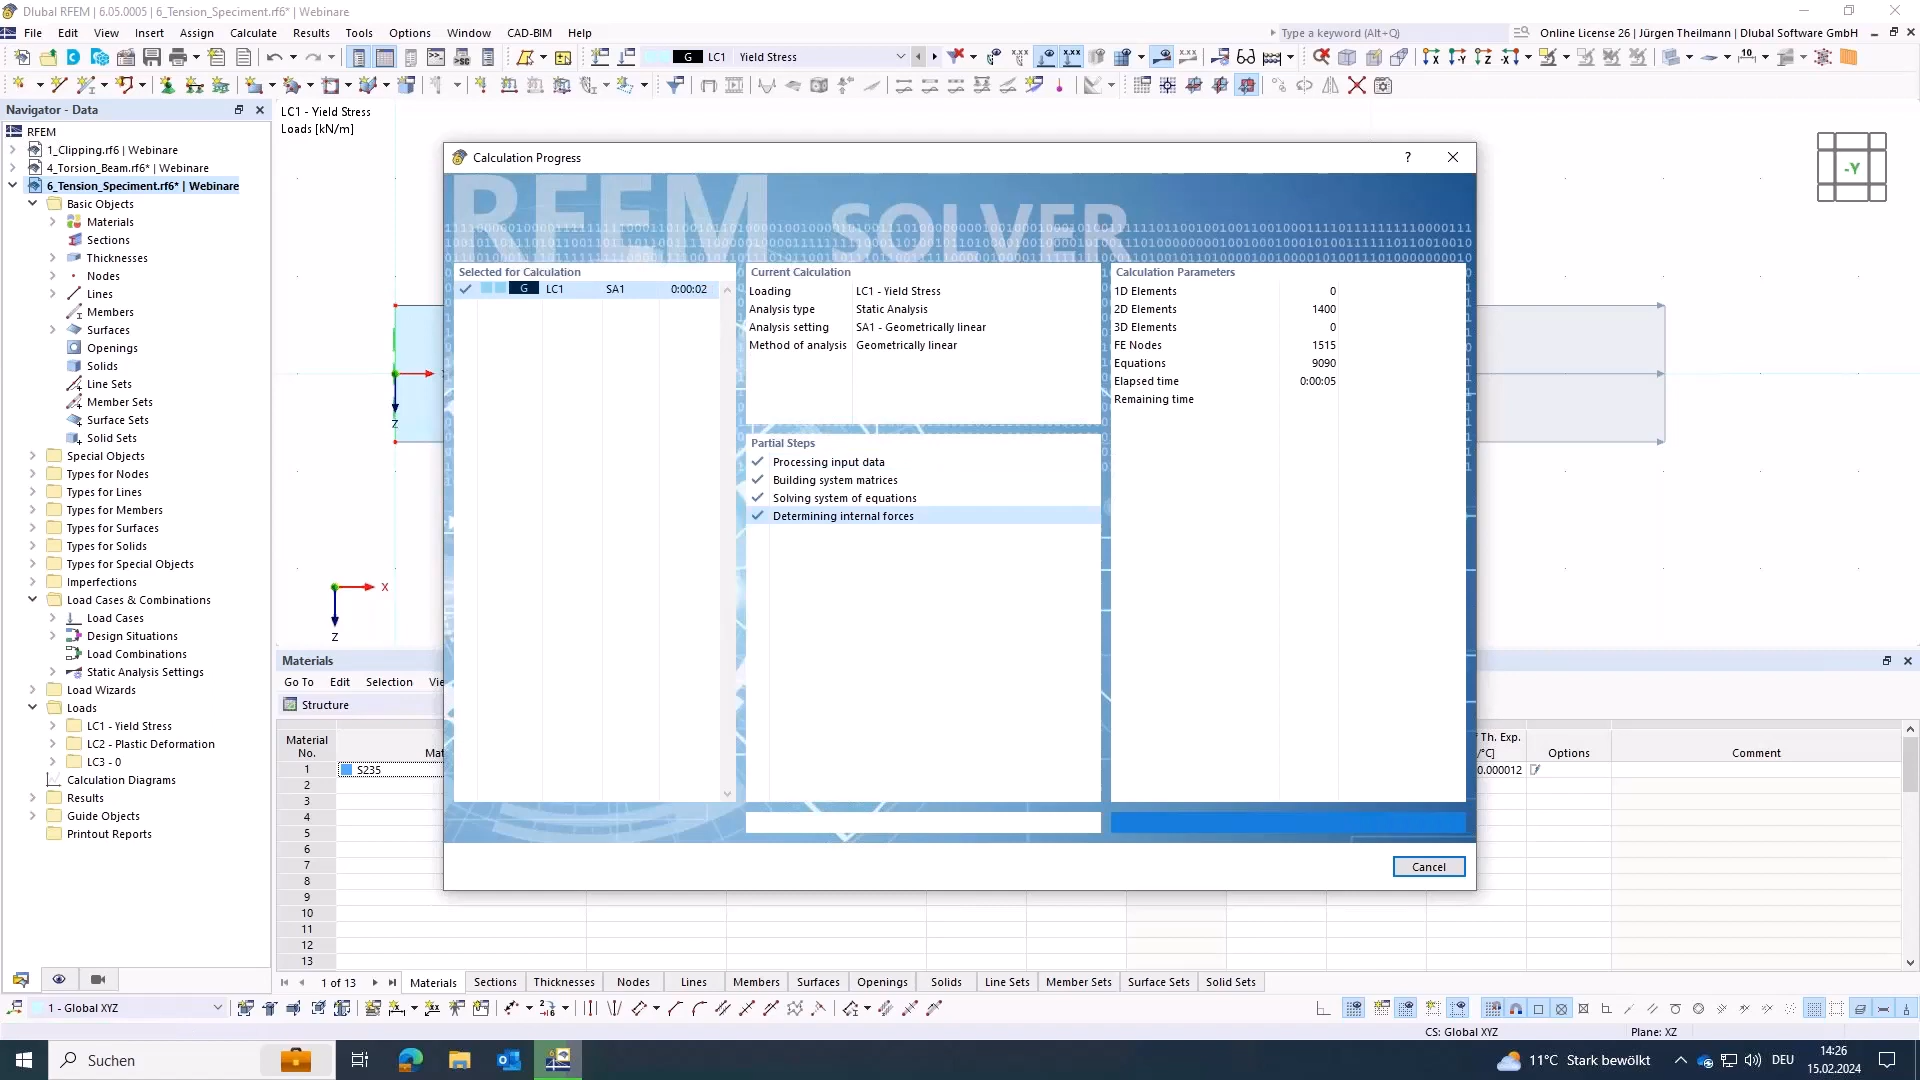 Dlubal RFEM | 6.05.0005 | 6_Tension_Speciment.rf6* | Webinare
File Edit View Insert Assign Calculate Results Tools Options Window CAD-BIM Help
Type a keyword (Alt+Q)
Online License 26 | Jürgen Theilmann | Dlubal Software GmbH
G LC1 Yield Stress
Navigator - Data
RFEM
1_Clipping.rf6 | Webinare
4_Torsion_Beam.rf6* | Webinare
6_Tension_Speciment.rf6* | Webinare
Basic Objects
Materials
Sections
Thicknesses
Nodes
Lines
Members
Surfaces
Openings
Solids
Line Sets
Member Sets
Surface Sets
Solid Sets
Special Objects
Types for Nodes
Types for Lines
Types for Members
Types for Surfaces
Types for Solids
Types for Special Objects
Imperfections
Load Cases & Combinations
Load Cases
Design Situations
Load Combinations
Static Analysis Settings
Load Wizards
Loads
LC1 - Yield Stress
LC2 - Plastic Deformation
LC3 - 0
Calculation Diagrams
Results
Guide Objects
Printout Reports
LC1 - Yield Stress
Loads [kN/m]
Z
X
Z
-Y
Calculation Progress
?
RFEM SOLVER
Selected for Calculation
G LC1 SA1 0:00:02
Current Calculation
Loading LC1 - Yield Stress
Analysis type Static Analysis
Analysis setting SA1 - Geometrically linear
Method of analysis Geometrically linear
Partial Steps
Processing input data
Building system matrices
Solving system of equations
Determining internal forces
Calculation Parameters
1D Elements 0
2D Elements 1400
3D Elements 0
FE Nodes 1515
Equations 9090
Elapsed time 0:00:05
Remaining time
Cancel
Materials
Go To Edit Selection
Structure
Material
No.
Th. Exp.
/°C]
Options
Comment
1 S235
0.000012
2
3
4
5
6
7
8
9
10
11
12
13
1 of 13
Materials Sections Thicknesses Nodes Lines Members Surfaces Openings Solids Line Sets Member Sets Surface Sets Solid Sets
1 - Global XYZ
CS: Global XYZ
Plane: XZ
Suchen
11°C Stark bewölkt
DEU
14:26
15.02.2024